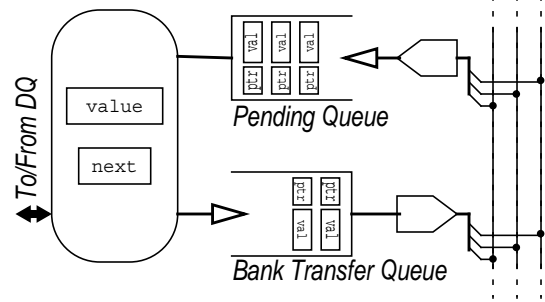 To/From DQ
value
next
val val val
ptr ptr ptr
Pending Queue
ptr ptr
val val
Bank Transfer Queue